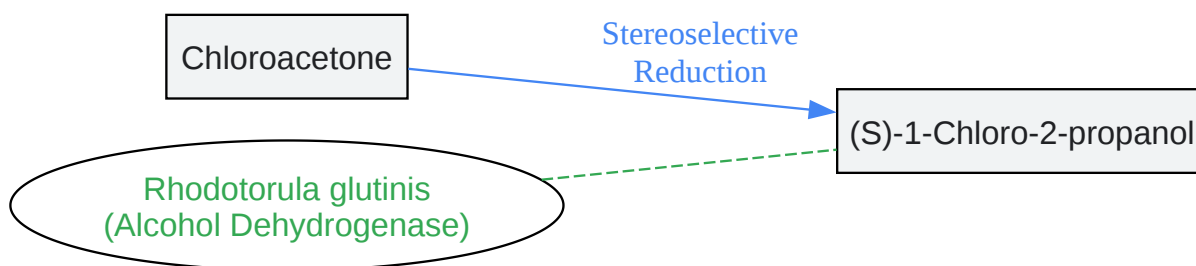 Chloroacetone
Stereoselective
Reduction
(S)-1-Chloro-2-propanol
Rhodotorula glutinis
(Alcohol Dehydrogenase)